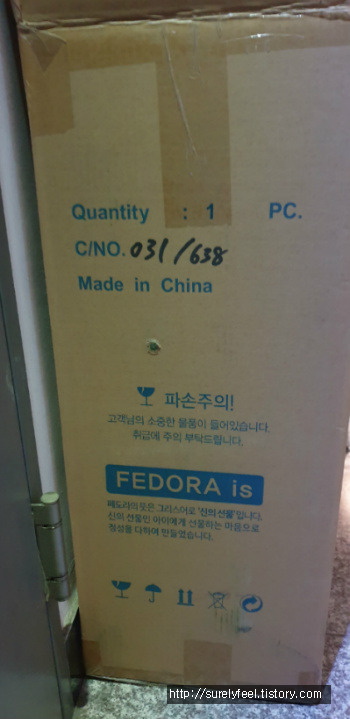 Quantity : 1 PC.
C/NO. 031/638
Made in China
파손주의!
고객님의 소중한 물품이 들어있습니다.
취급에 주의 부탁드립니다.
FEDORA is
페도라의 뜻은 그리스어로 '신의 선물'입니다.
신의 선물인 아이에게 선물하는 마음으로
정성을 다하여 만들었습니다.
http://surelyfeel.tistory.com